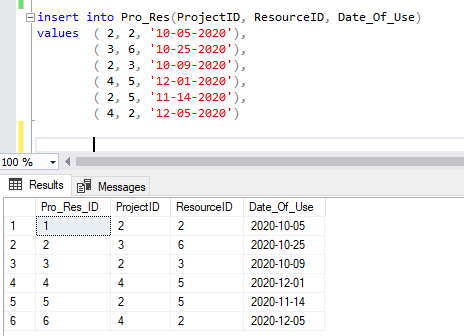 insert into Pro_Res(ProjectID, ResourceID, Date_Of_Use)
values ( 2, 2, '10-05-2020'),
( 3, 6, '10-25-2020'),
( 2, 3, '10-09-2020'),
( 4, 5, '12-01-2020'),
( 2, 5, '11-14-2020'),
( 4, 2, '12-05-2020')
100 %
Results Messages
Pro_Res_ID ProjectID ResourceID Date_Of_Use
1 1 2 2 2020-10-05
2 2 3 6 2020-10-25
3 3 2 3 2020-10-09
4 4 4 5 2020-12-01
5 5 2 5 2020-11-14
6 6 4 2 2020-12-05